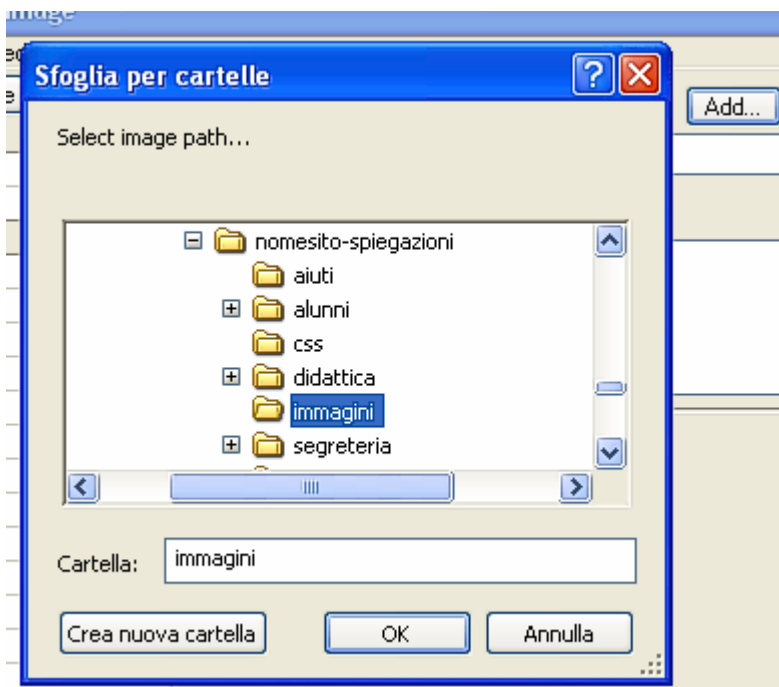 Sfoglia per cartelle
Add...
Select image path...
nomesito-spiegazioni
aiuti
alunni
css
didattica
immagini
segreteria
Cartella: immagini
Crea nuova cartella OK Annulla